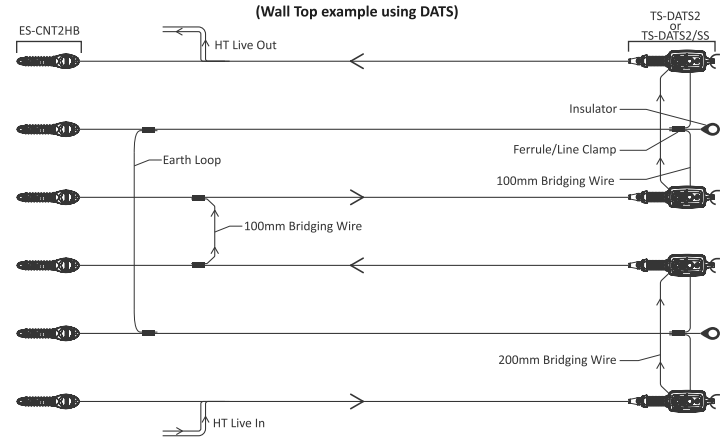 (Wall Top example using DATS)
ES-CNT2HB
TS-DATS2
or
TS-DATS2/SS
HT Live Out
Insulator
Ferrule/Line Clamp
Earth Loop
100mm Bridging Wire
100mm Bridging Wire
200mm Bridging Wire
HT Live In